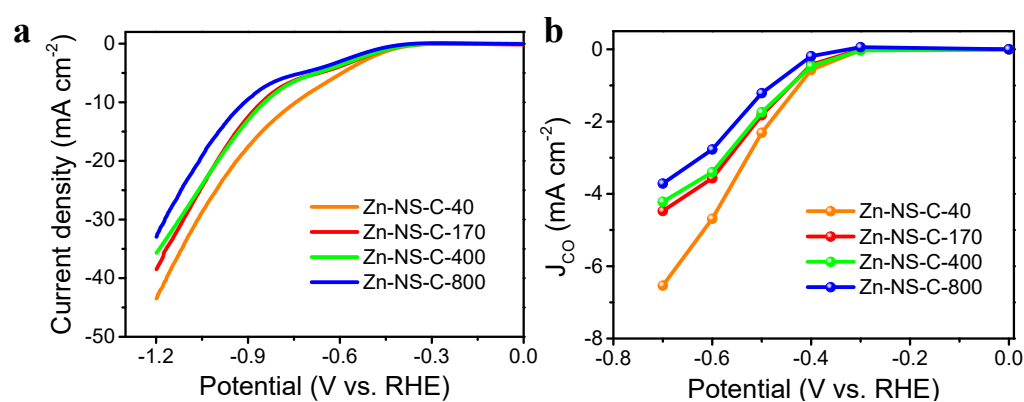 a
Current density (mA cm-2)
0
-10
-20
-30
-40
-50
-1.2
-0.9
-0.6
-0.3
0.0
Potential (V vs. RHE)
Zn-NS-C-40
Zn-NS-C-170
Zn-NS-C-400
Zn-NS-C-800
b
JCO (mA cm-2)
0
-2
-4
-6
-8
-0.8
-0.6
-0.4
-0.2
0.0
Potential (V vs. RHE)
Zn-NS-C-40
Zn-NS-C-170
Zn-NS-C-400
Zn-NS-C-800